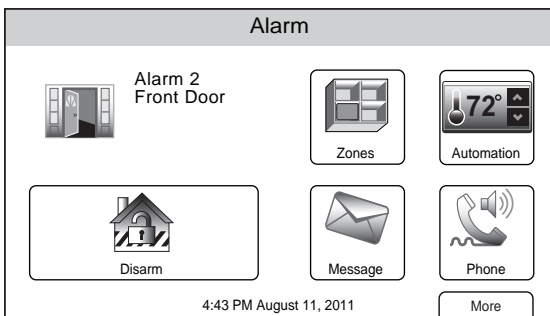 Alarm
Alarm 2
Front Door
Zones
72°
Automation
Disarm
Message
Phone
4:43 PM August 11, 2011
More